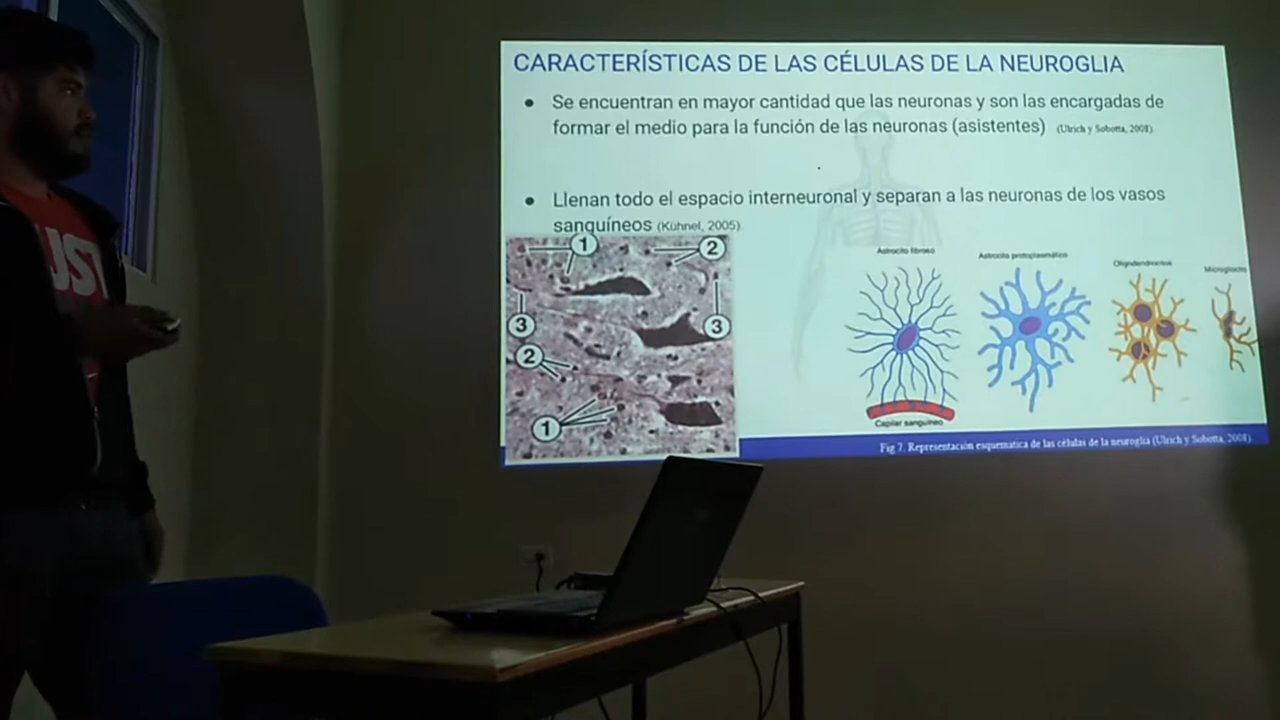 CARACTERÍSTICAS DE LAS CÉLULAS DE LA NEUROGLIA
Se encuentran en mayor cantidad que las neuronas y son las encargadas de
formar el medio para la función de las neuronas (asistentes) (Ulrich y Sobotta, 2008).
Llenan todo el espacio interneuronal y separan a las neuronas de los vasos
sanguíneos (Kühnel, 2005).
1
2
3
3
2
1
Astrocito fibroso
Astrocito protoplasmático
Oligodendrocitos
Microgliocito
Capilar sanguíneo
Fig 7. Representación esquematica de las células de la neuroglia (Ulrich y Sobotta, 2008).
UST